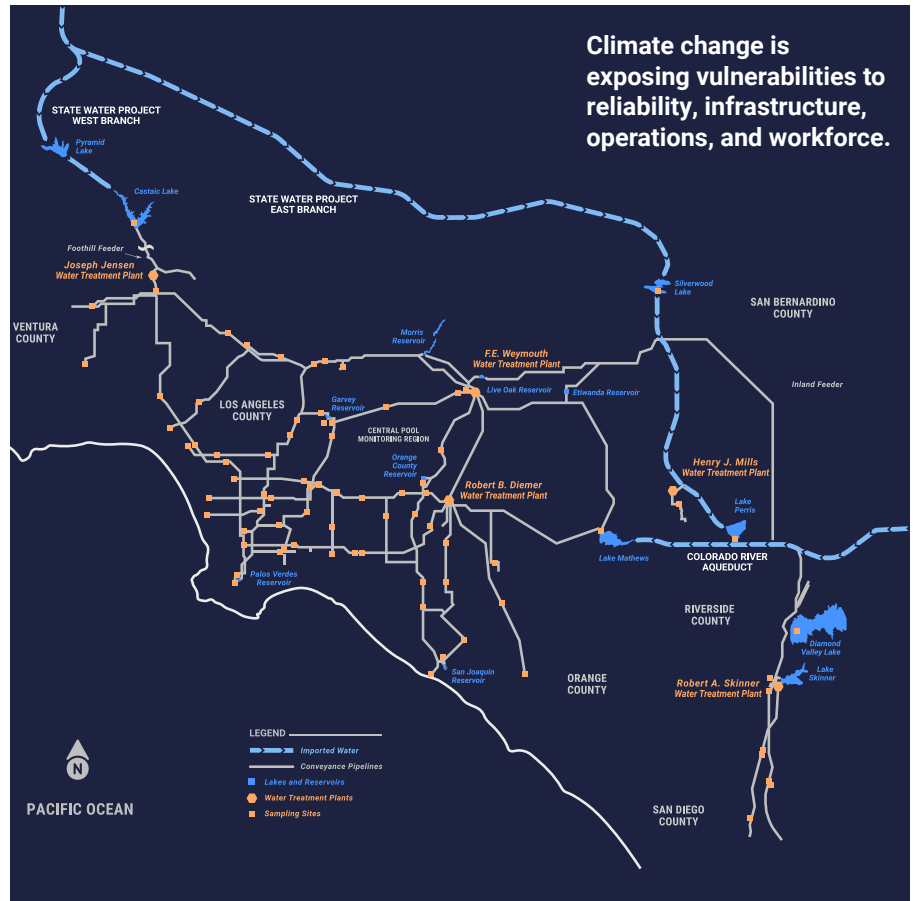 Climate change is
exposing vulnerabilities to
reliability, infrastructure,
operations, and workforce.
STATE WATER PROJECT
WEST BRANCH
Pyramid
Lake
Castaic Lake
STATE WATER PROJECT
EAST BRANCH
Foothill Feeder
Joseph Jensen
Water Treatment Plant
Silverwood
Lake
SAN BERNARDINO
COUNTY
VENTURA
COUNTY
Morris
Reservoir
F.E. Weymouth
Water Treatment Plant
Live Oak Reservoir
Etiwanda Reservoir
Inland Feeder
LOS ANGELES
COUNTY
Garvey
Reservoir
CENTRAL POOL
MONITORING REGION
Orange
County
Reservoir
Robert B. Diemer
Water Treatment Plant
Henry J. Mills
Water Treatment Plant
Lake
Perris
Lake Mathews
COLORADO RIVER
AQUEDUCT
Palos Verdes
Reservoir
RIVERSIDE
COUNTY
Diamond
Valley Lake
San Joaquin
Reservoir
ORANGE
COUNTY
Lake
Skinner
Robert A. Skinner
Water Treatment Plant
LEGEND
Imported Water
Conveyance Pipelines
Lakes and Reservoirs
Water Treatment Plants
Sampling Sites
N
PACIFIC OCEAN
SAN DIEGO
COUNTY